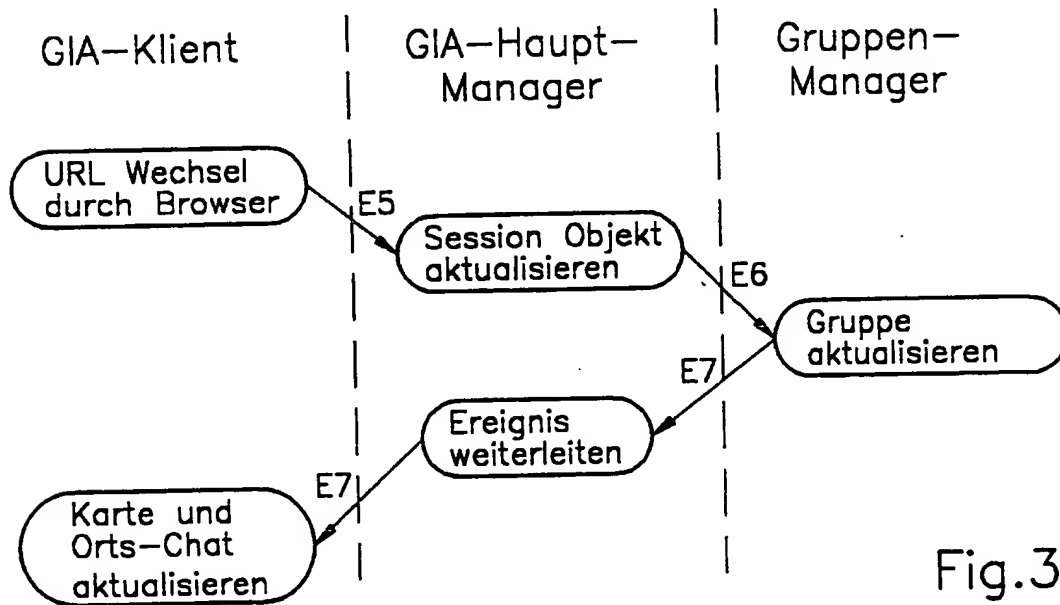 GIA-Klient
GIA-Haupt-
Manager
Gruppen-
Manager
URL Wechsel
durch Browser
E5
Session Objekt
aktualisieren
E6
Gruppe
aktualisieren
E7
Ereignis
weiterleiten
E7
Karte und
Orts-Chat
aktualisieren
Fig.3